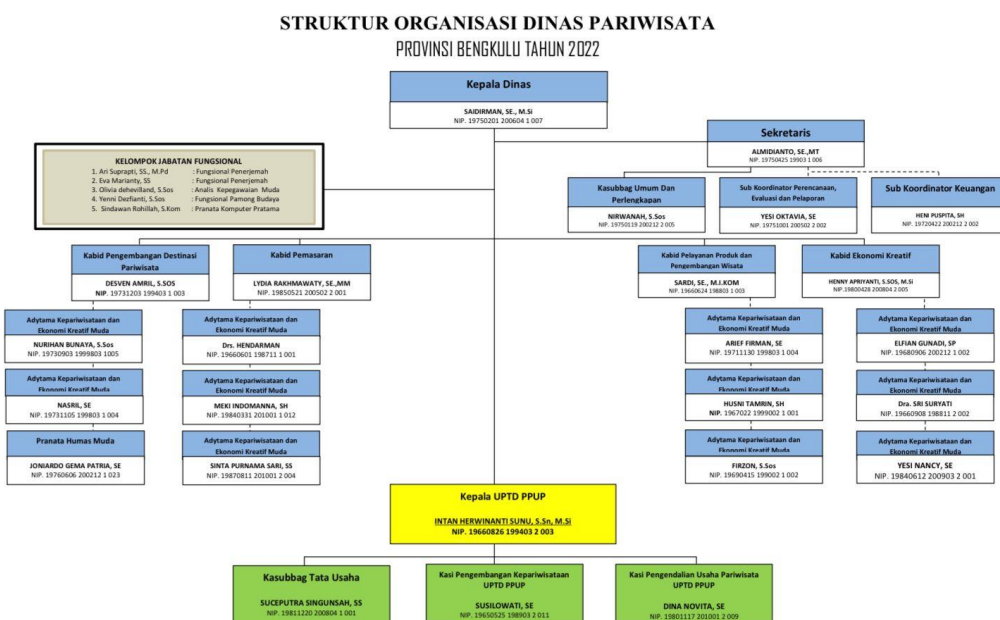 STRUKTUR ORGANISASI DINAS PARIWISATA
PROVINSI BENGKULU TAHUN 2022
Kepala Dinas
SAIDIRMAN, SE., M.Si
NIP. 19750201 200604 1 007
Sekretaris
ALMIDIANTO, SE.,MT
NIP. 19750425 19903 1 006
KELOMPOK JABATAN FUNGSIONAL
1. Ari Suprapti, SS., M.Pd : Fungsional Penerjemah
2. Eva Marianty, SS : Fungsional Penerjemah
3. Olivia dehevilland, S.Sos : Analis Kepegawaian Muda
4. Yenni Dezfianti, S.Sos : Fungsional Pamong Budaya
5. Sindawan Rohillah, S.Kom : Pranata Komputer Pratama
Kasubbag Umum Dan
Perlengkapan
NIRWANAH, S.Sos
NIP. 19750119 200212 2 005
Sub Koordinator Perencanaan,
Evaluasi dan Pelaporan
YESI OKTAVIA, SE
NIP. 19751001 200502 2 002
Sub Koordinator Keuangan
HENI PUSPITA, SH
NIP. 19720422 200212 2 002
Kabid Pengembangan Destinasi
Pariwisata
DESVEN AMRIL, S.SOS
NIP. 19731203 199403 1 003
Kabid Pemasaran
LYDIA RAKHMAWATY, SE.,MM
NIP. 19850521 200502 2 001
Kabid Pelayanan Produk dan
Pengembangan Wisata
SARDI, SE., M.I.KOM
NIP. 19660624 198803 1 003
Kabid Ekonomi Kreatif
HENNY APRIYANTI, S.SOS, M.Si
NIP.19800428 200804 2 005
Adytama Kepariwisataan dan
Ekonomi Kreatif Muda
NURIHAN BUNAYA, S.Sos
NIP. 19730903 1999803 1005
Adytama Kepariwisataan dan
Ekonomi Kreatif Muda
Drs. HENDARMAN
NIP. 19660601 198711 1 001
Adytama Kepariwisataan dan
Ekonomi Kreatif Muda
ARIEF FIRMAN, SE
NIP. 19711130 199803 1 004
Adytama Kepariwisataan dan
Ekonomi Kreatif Muda
ELFIAN GUNADI, SP
NIP. 19680906 200212 1 002
Adytama Kepariwisataan dan
Ekonomi Kreatif Muda
NASRIL, SE
NIP. 19731105 199803 1 004
Adytama Kepariwisataan dan
Ekonomi Kreatif Muda
MEKI INDOMANNA, SH
NIP. 19840331 201001 1 012
Adytama Kepariwisataan dan
Ekonomi Kreatif Muda
HUSNI TAMRIN, SH
NIP. 1967022 1999002 1 001
Adytama Kepariwisataan dan
Ekonomi Kreatif Muda
Dra. SRI SURYATI
NIP. 19660908 198811 2 002
Pranata Humas Muda
JONIARDO GEMA PATRIA, SE
NIP. 19760606 200212 1 023
Adytama Kepariwisataan dan
Ekonomi Kreatif Muda
SINTA PURNAMA SARI, SS
NIP. 19870811 201001 2 004
Adytama Kepariwisataan dan
Ekonomi Kreatif Muda
FIRZON, S.Sos
NIP. 19690415 199002 1 002
Adytama Kepariwisataan dan
Ekonomi Kreatif Muda
YESI NANCY, SE
NIP. 19840612 200903 2 001
Kepala UPTD PPUP
INTAN HERWINANTI SUNU, S.Sn, M.Si
NIP. 19660826 199403 2 003
Kasubbag Tata Usaha
SUCEPUTRA SINGUNSAH, SS
NIP. 19811220 200804 1 001
Kasi Pengembangan Kepariwisataan
UPTD PPUP
SUSILOWATI, SE
NIP. 19650525 198903 2 011
Kasi Pengendalian Usaha Pariwisata
UPTD PPUP
DINA NOVITA, SE
NIP. 19801117 201001 2 009